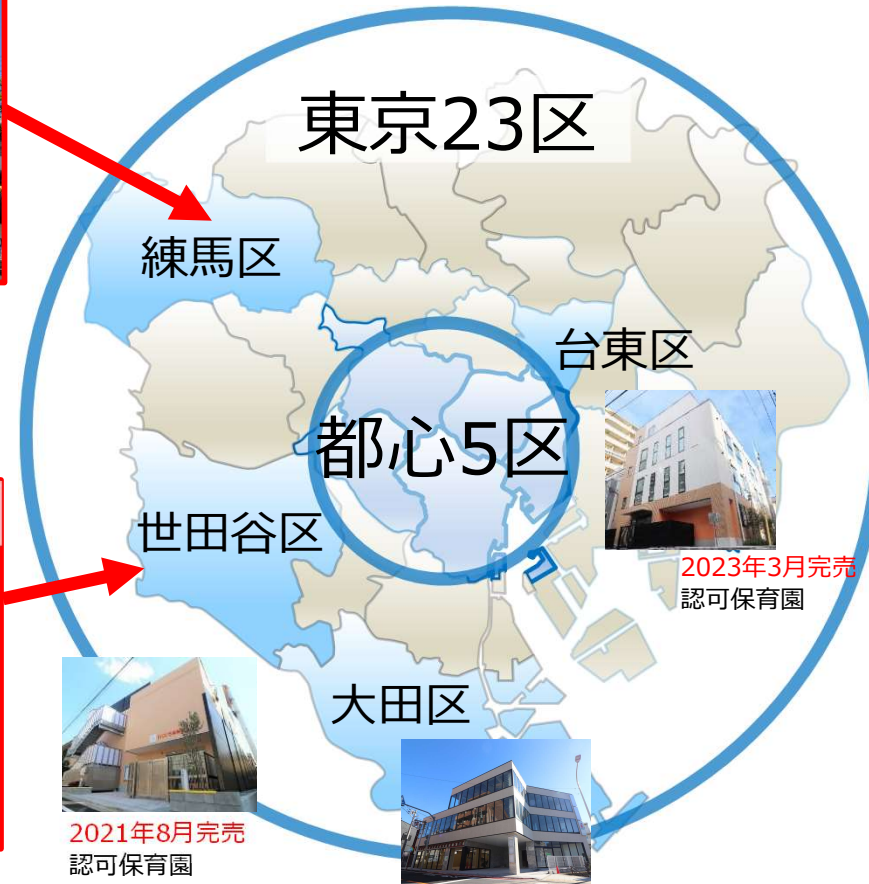 東京23区
練馬区
台東区
都心5区
世田谷区
2023年3月完売
認可保育園
大田区
2021年8月完売
認可保育園